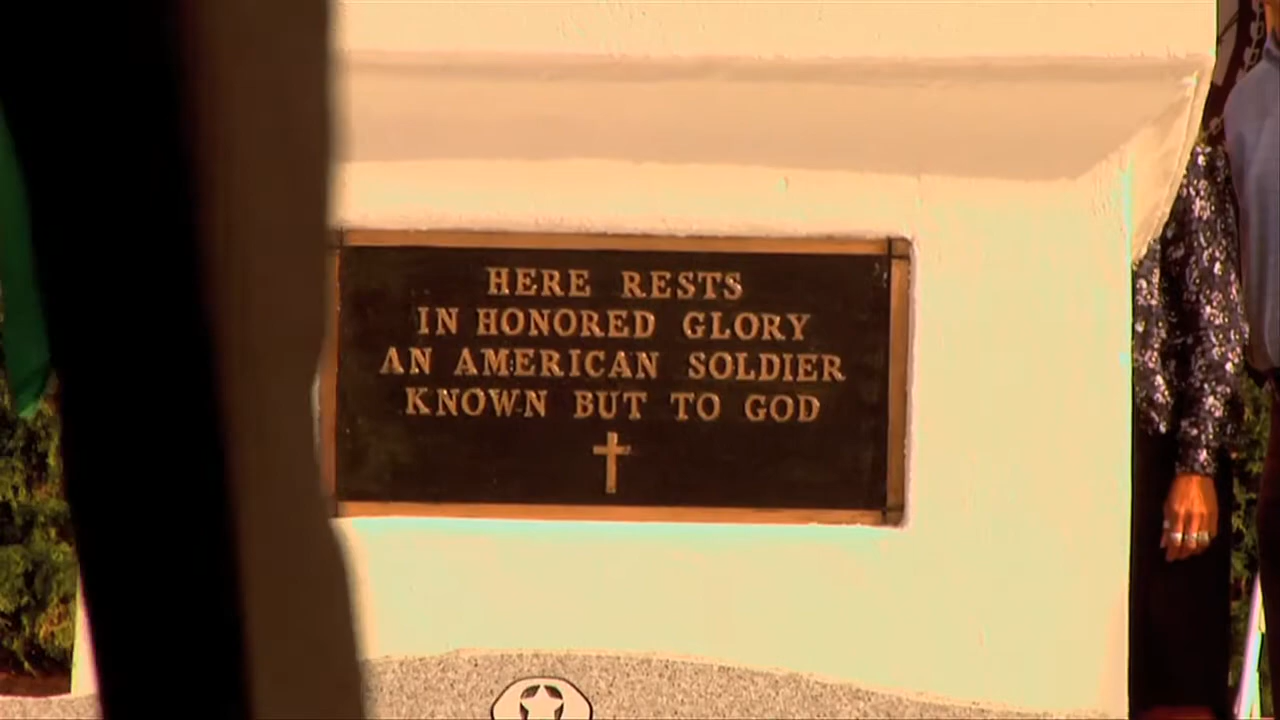 HERE RESTS
IN HONORED GLORY
AN AMERICAN SOLDIER
KNOWN BUT TO GOD